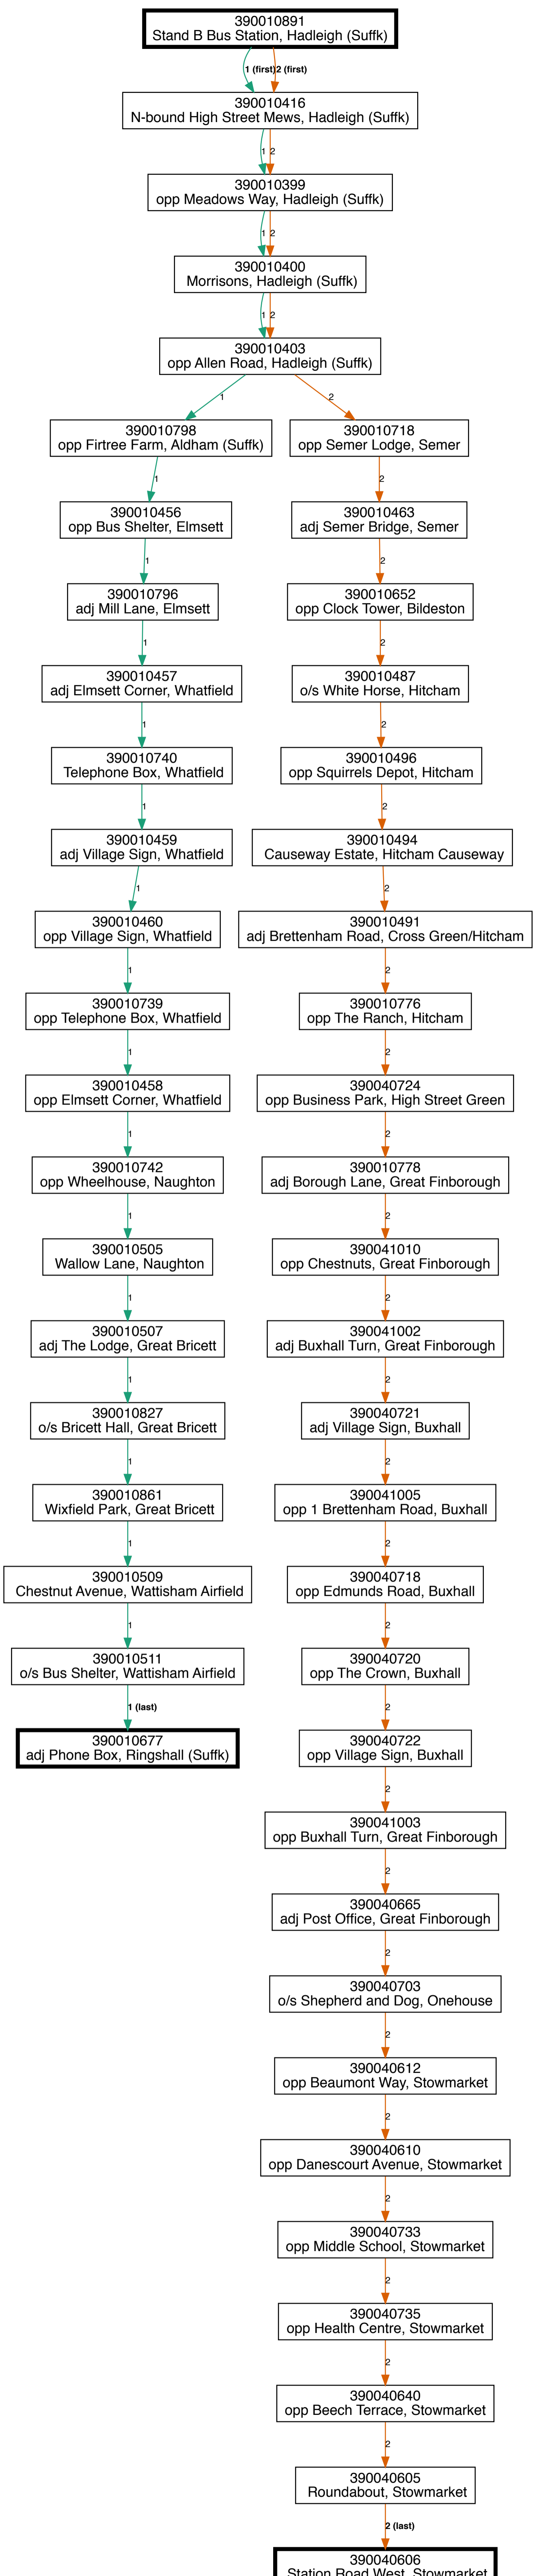 390010891
Stand B Bus Station, Hadleigh (Suffk)
1 (first)
2 (first)
390010416
N-bound High Street Mews, Hadleigh (Suffk)
1
2
390010399
opp Meadows Way, Hadleigh (Suffk)
1
2
390010400
Morrisons, Hadleigh (Suffk)
1
2
390010403
opp Allen Road, Hadleigh (Suffk)
1
2
390010798
opp Firtree Farm, Aldham (Suffk)
1
390010456
opp Bus Shelter, Elmsett
1
390010796
adj Mill Lane, Elmsett
1
390010457
adj Elmsett Corner, Whatfield
1
390010740
Telephone Box, Whatfield
1
390010459
adj Village Sign, Whatfield
1
390010460
opp Village Sign, Whatfield
1
390010739
opp Telephone Box, Whatfield
1
390010458
opp Elmsett Corner, Whatfield
1
390010742
opp Wheelhouse, Naughton
1
390010505
Wallow Lane, Naughton
1
390010507
adj The Lodge, Great Bricett
1
390010827
o/s Bricett Hall, Great Bricett
1
390010861
Wixfield Park, Great Bricett
1
390010509
Chestnut Avenue, Wattisham Airfield
1
390010511
o/s Bus Shelter, Wattisham Airfield
1 (last)
390010677
adj Phone Box, Ringshall (Suffk)
390010718
opp Semer Lodge, Semer
2
390010463
adj Semer Bridge, Semer
2
390010652
opp Clock Tower, Bildeston
2
390010487
o/s White Horse, Hitcham
2
390010496
opp Squirrels Depot, Hitcham
2
390010494
Causeway Estate, Hitcham Causeway
2
390010491
adj Brettenham Road, Cross Green/Hitcham
2
390010776
opp The Ranch, Hitcham
2
390040724
opp Business Park, High Street Green
2
390010778
adj Borough Lane, Great Finborough
2
390041010
opp Chestnuts, Great Finborough
2
390041002
adj Buxhall Turn, Great Finborough
2
390040721
adj Village Sign, Buxhall
2
390041005
opp 1 Brettenham Road, Buxhall
2
390040718
opp Edmunds Road, Buxhall
2
390040720
opp The Crown, Buxhall
2
390040722
opp Village Sign, Buxhall
2
390041003
opp Buxhall Turn, Great Finborough
2
390040665
adj Post Office, Great Finborough
2
390040703
o/s Shepherd and Dog, Onehouse
2
390040612
opp Beaumont Way, Stowmarket
2
390040610
opp Danescourt Avenue, Stowmarket
2
390040733
opp Middle School, Stowmarket
2
390040735
opp Health Centre, Stowmarket
2
390040640
opp Beech Terrace, Stowmarket
2
390040605
Roundabout, Stowmarket
2 (last)
390040606
Station Road West, Stowmarket